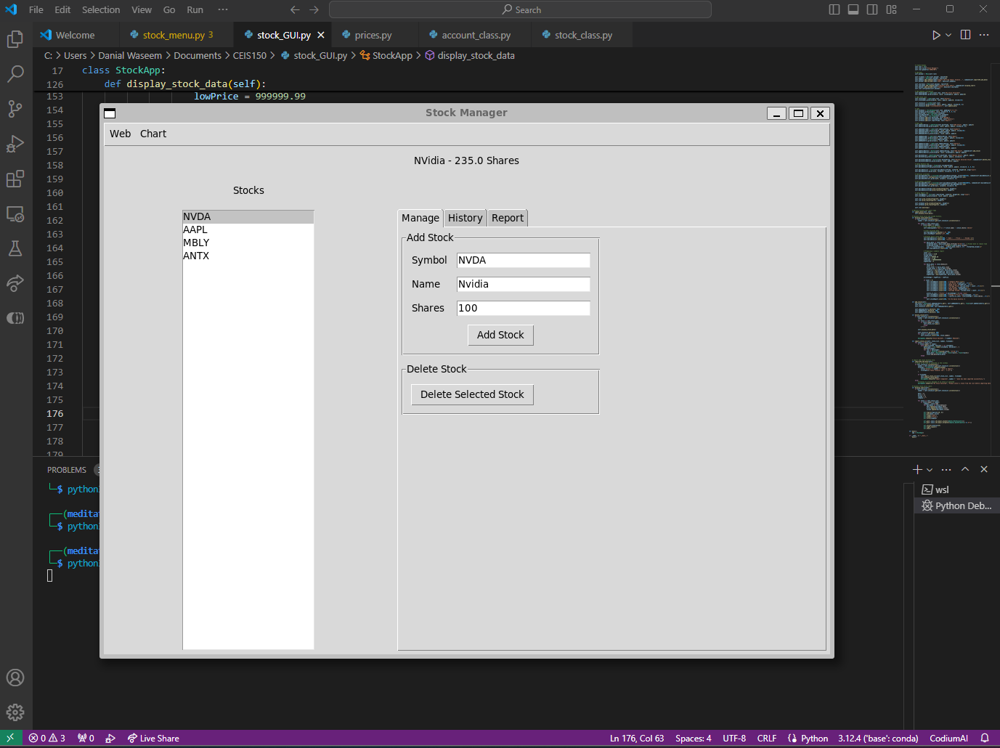 File Edit Selection View Go Run ··· Search
Welcome stock_menu.py 3 stock_GUI.py prices.py account_class.py stock_class.py
C: > Users > Danial Waseem > Documents > CEIS150 > stock_GUI.py > StockApp > display_stock_data
17 class StockApp:
126 def display_stock_data(self):
153 lowPrice = 999999.99
154
155
156
157
158
159
160
161
162
163
164
165
166
167
168
169
170
171
172
173
174
175
176
177
178
179
Stock Manager
Web Chart
NVidia - 235.0 Shares
Stocks
NVDA
AAPL
MBLY
ANTX
Manage History Report
Add Stock
Symbol NVDA
Name Nvidia
Shares 100
Add Stock
Delete Stock
Delete Selected Stock
PROBLEMS
└─$ python
┌──(medita
└─$ python
┌──(medita
└─$ python
wsl
Python Deb...
0 3 0 Live Share Ln 176, Col 63 Spaces: 4 UTF-8 CRLF Python 3.12.4 ('base': conda) CodiumAI